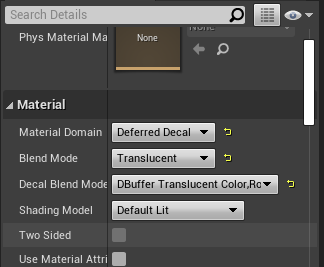 Search Details
Phys Material Ma
None
None
Material
Material Domain Deferred Decal
Blend Mode Translucent
Decal Blend Mode DBuffer Translucent Color,Ro
Shading Model Default Lit
Two Sided
Use Material Attri